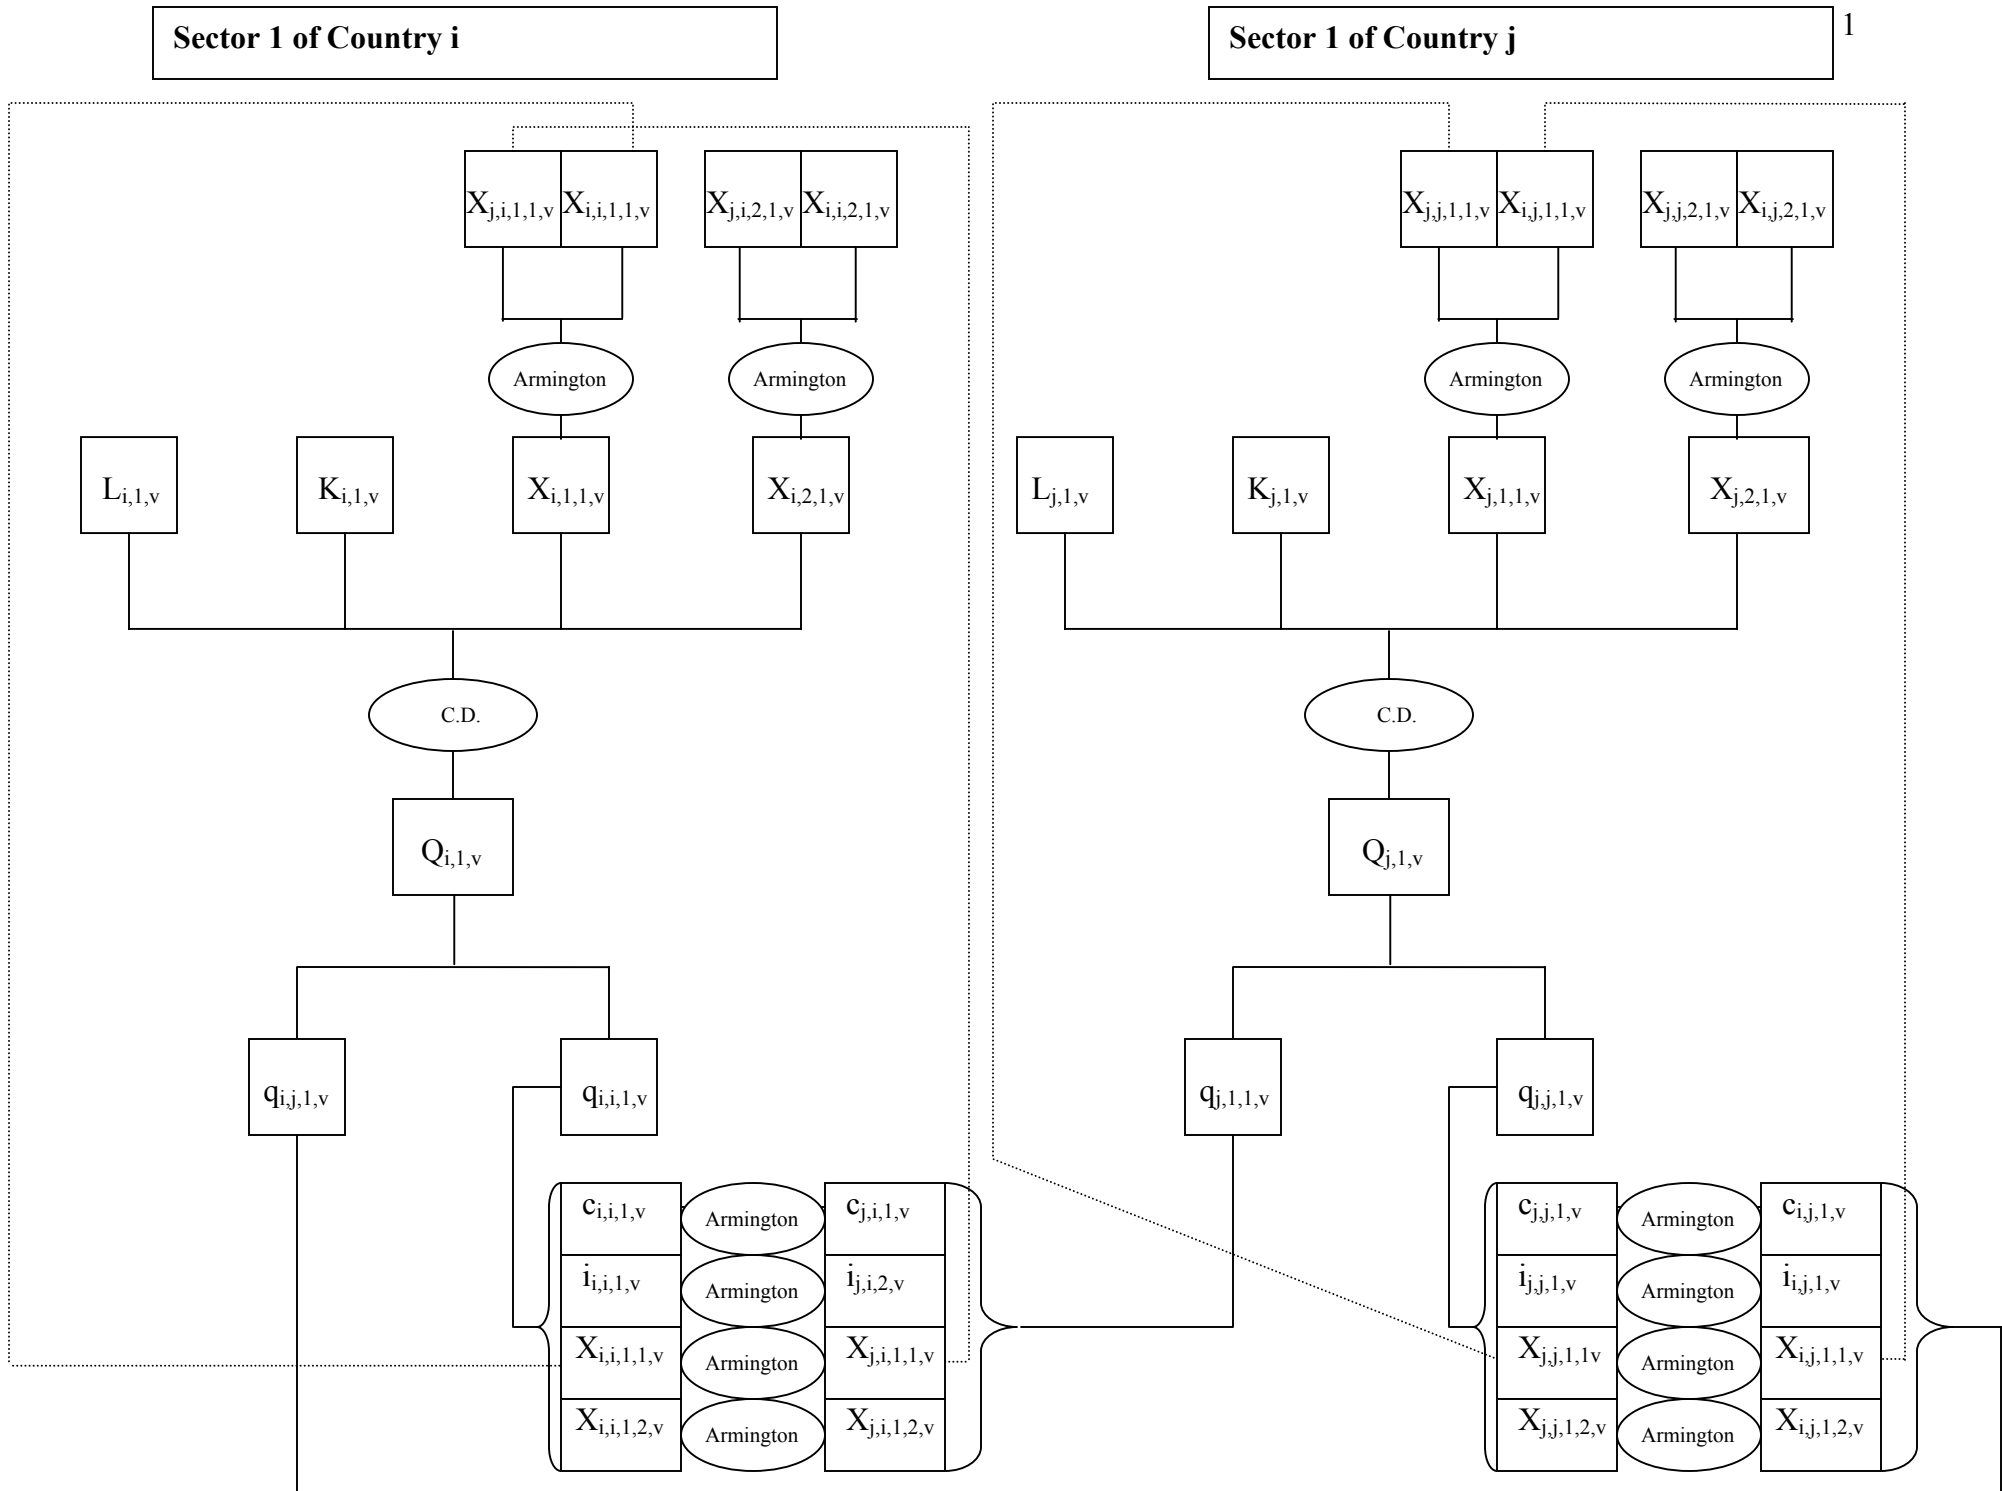 Sector 1 of Country i
Sector 1 of Country j
1
Xj,i,1,1,v Xi,i,1,1,v Xj,i,2,1,v Xi,i,2,1,v Xj,j,1,1,v Xi,j,1,1,v Xj,j,2,1,v Xi,j,2,1,v
Armington Armington Armington Armington
Li,1,v Ki,1,v Xi,1,1,v Xi,2,1,v Lj,1,v Kj,1,v Xj,1,1,v Xj,2,1,v
C.D. C.D.
Qi,1,v Qj,1,v
qi,j,1,v qi,i,1,v qj,1,1,v qj,j,1,v
ci,i,1,v Armington cj,i,1,v cj,j,1,v Armington ci,j,1,v
ii,i,1,v Armington ij,i,2,v ij,j,1,v Armington ii,j,1,v
Xi,i,1,1,v Armington Xj,i,1,1,v Xj,j,1,1v Armington Xi,j,1,1,v
Xi,i,1,2,v Armington Xj,i,1,2,v Xj,j,1,2,v Armington Xi,j,1,2,v